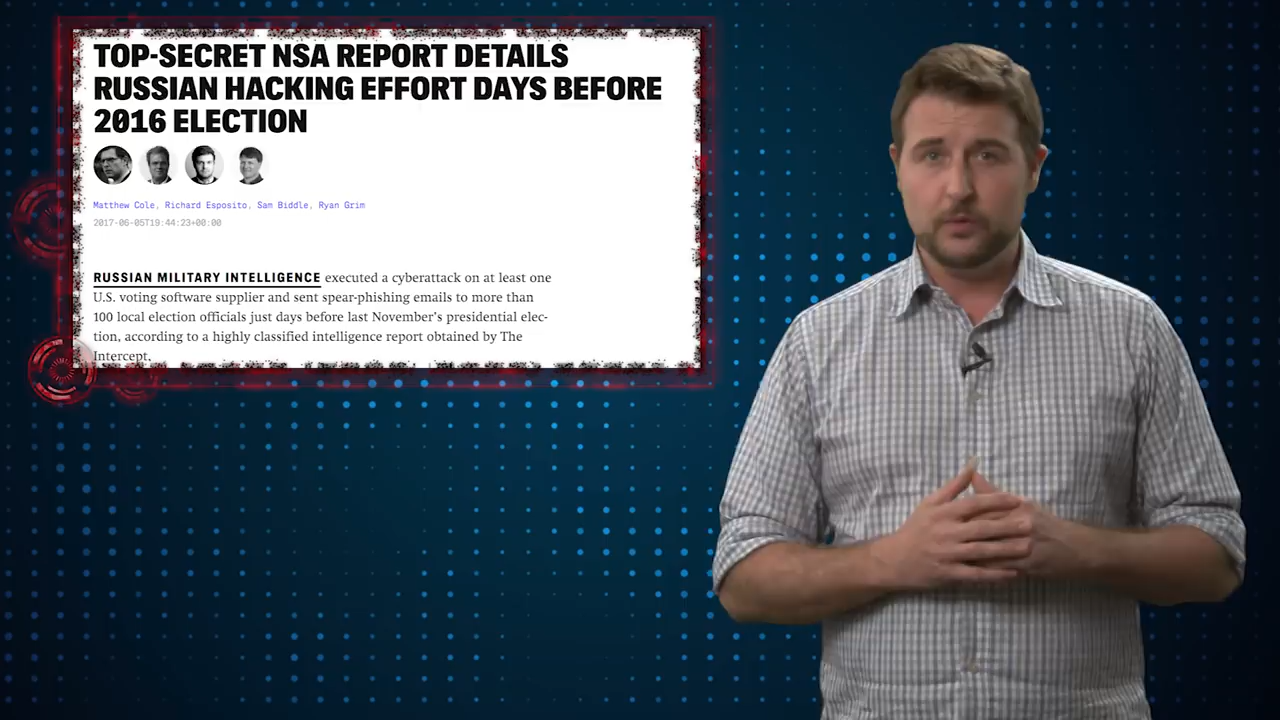 TOP-SECRET NSA REPORT DETAILS
RUSSIAN HACKING EFFORT DAYS BEFORE
2016 ELECTION
Matthew Cole, Richard Esposito, Sam Biddle, Ryan Grim
2017-06-05T19:44:23+00:00
RUSSIAN MILITARY INTELLIGENCE executed a cyberattack on at least one
U.S. voting software supplier and sent spear-phishing emails to more than
100 local election officials just days before last November's presidential elec-
tion, according to a highly classified intelligence report obtained by The
Intercept.